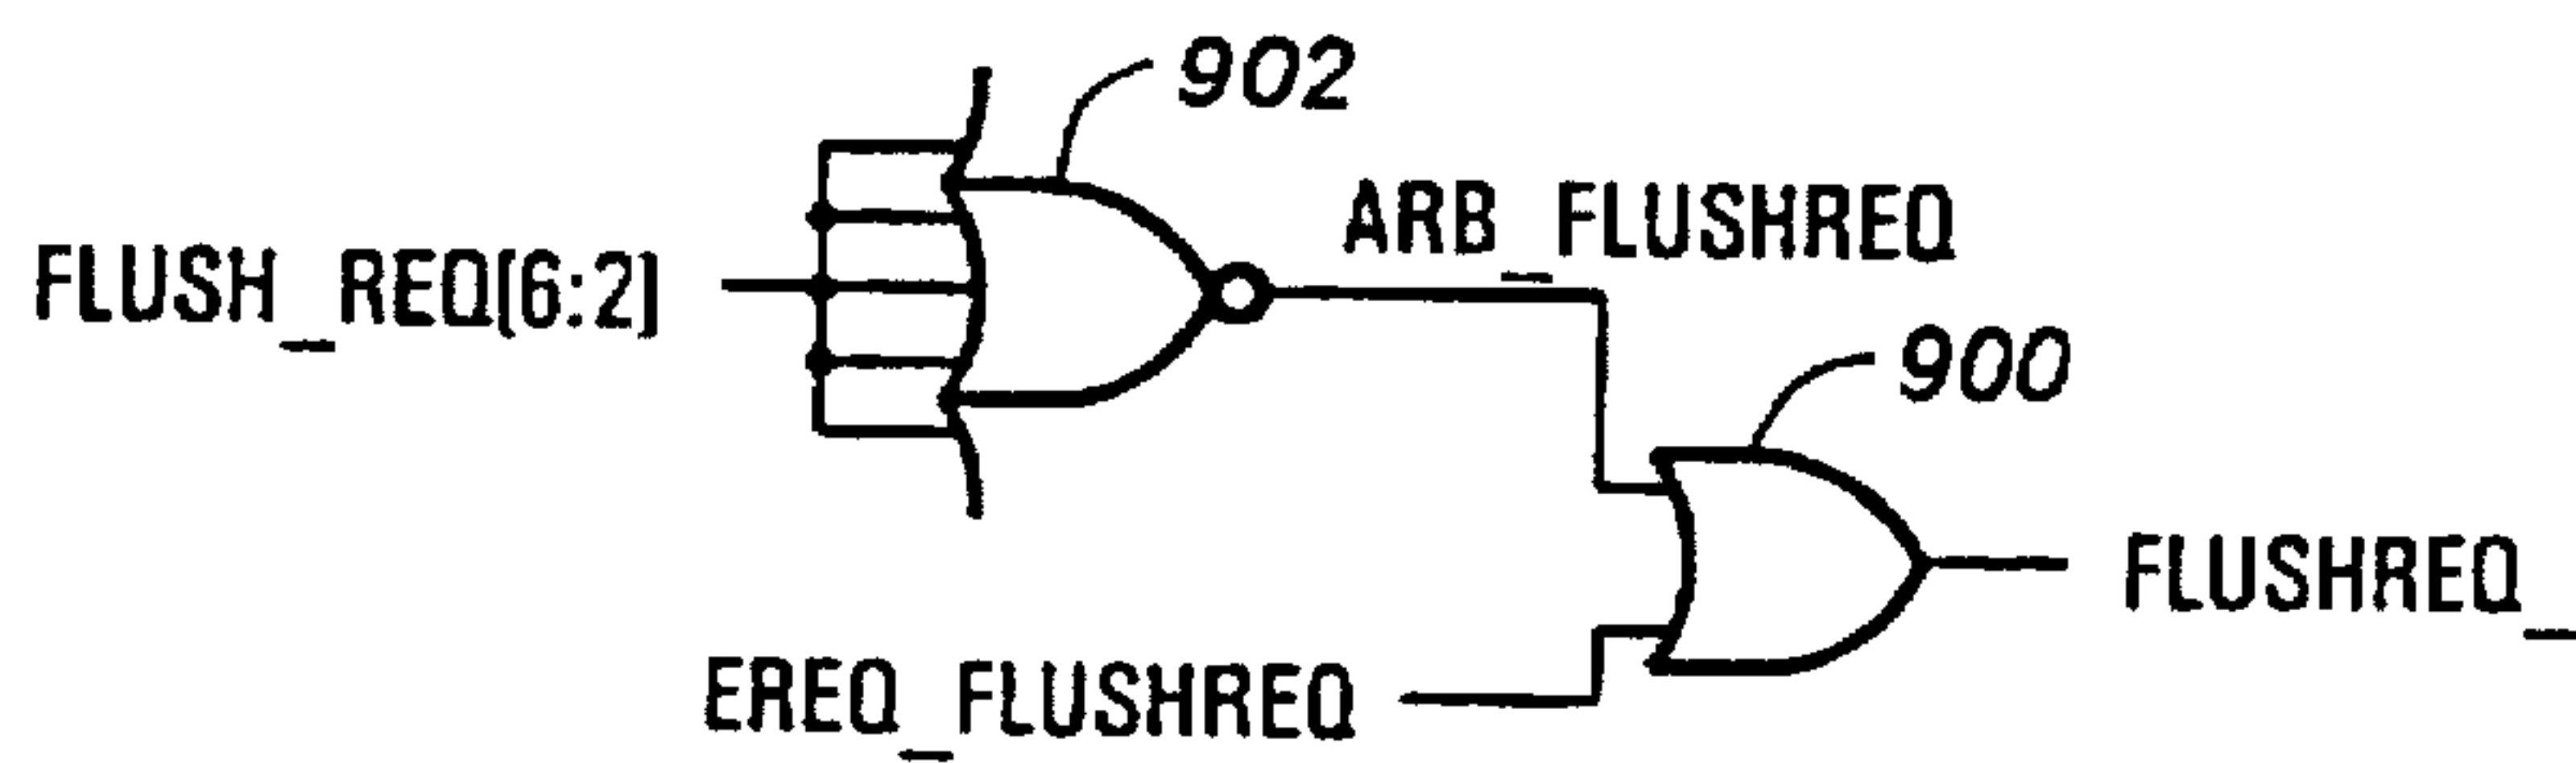 902
ARB_FLUSHREQ
FLUSH_REQ(6:2)
900
FLUSHREQ_
EREQ_FLUSHREQ